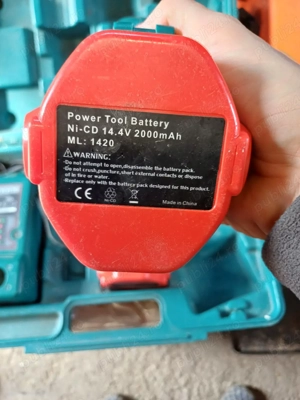 Power Tool Battery
Ni-CD 14.4V 2000mAh
ML: 1420
WARNING:
Do not attempt to open,disassemble the battery pack.
Do not crush,puncture,short external contacts or dispose
of in fire or water.
Replace only with the battery pack designed for this product.
CE
Ni-CD
Made in China